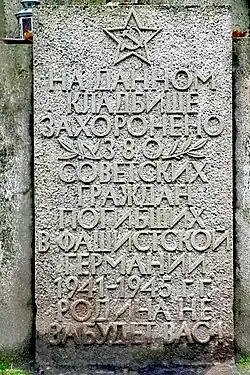 НА ДАННОМ
КЛАДБИЩЕ
ЗАХОРОНЕНО
380
СОВЕТСКИХ
ГРАЖДАН
ПОГИБШИХ
В ФАШИСТСКОЙ
ГЕРМАНИИ
1941-1945 Г.Г.
РОДИНА НЕ
ЗАБУДЕТ ВАС!